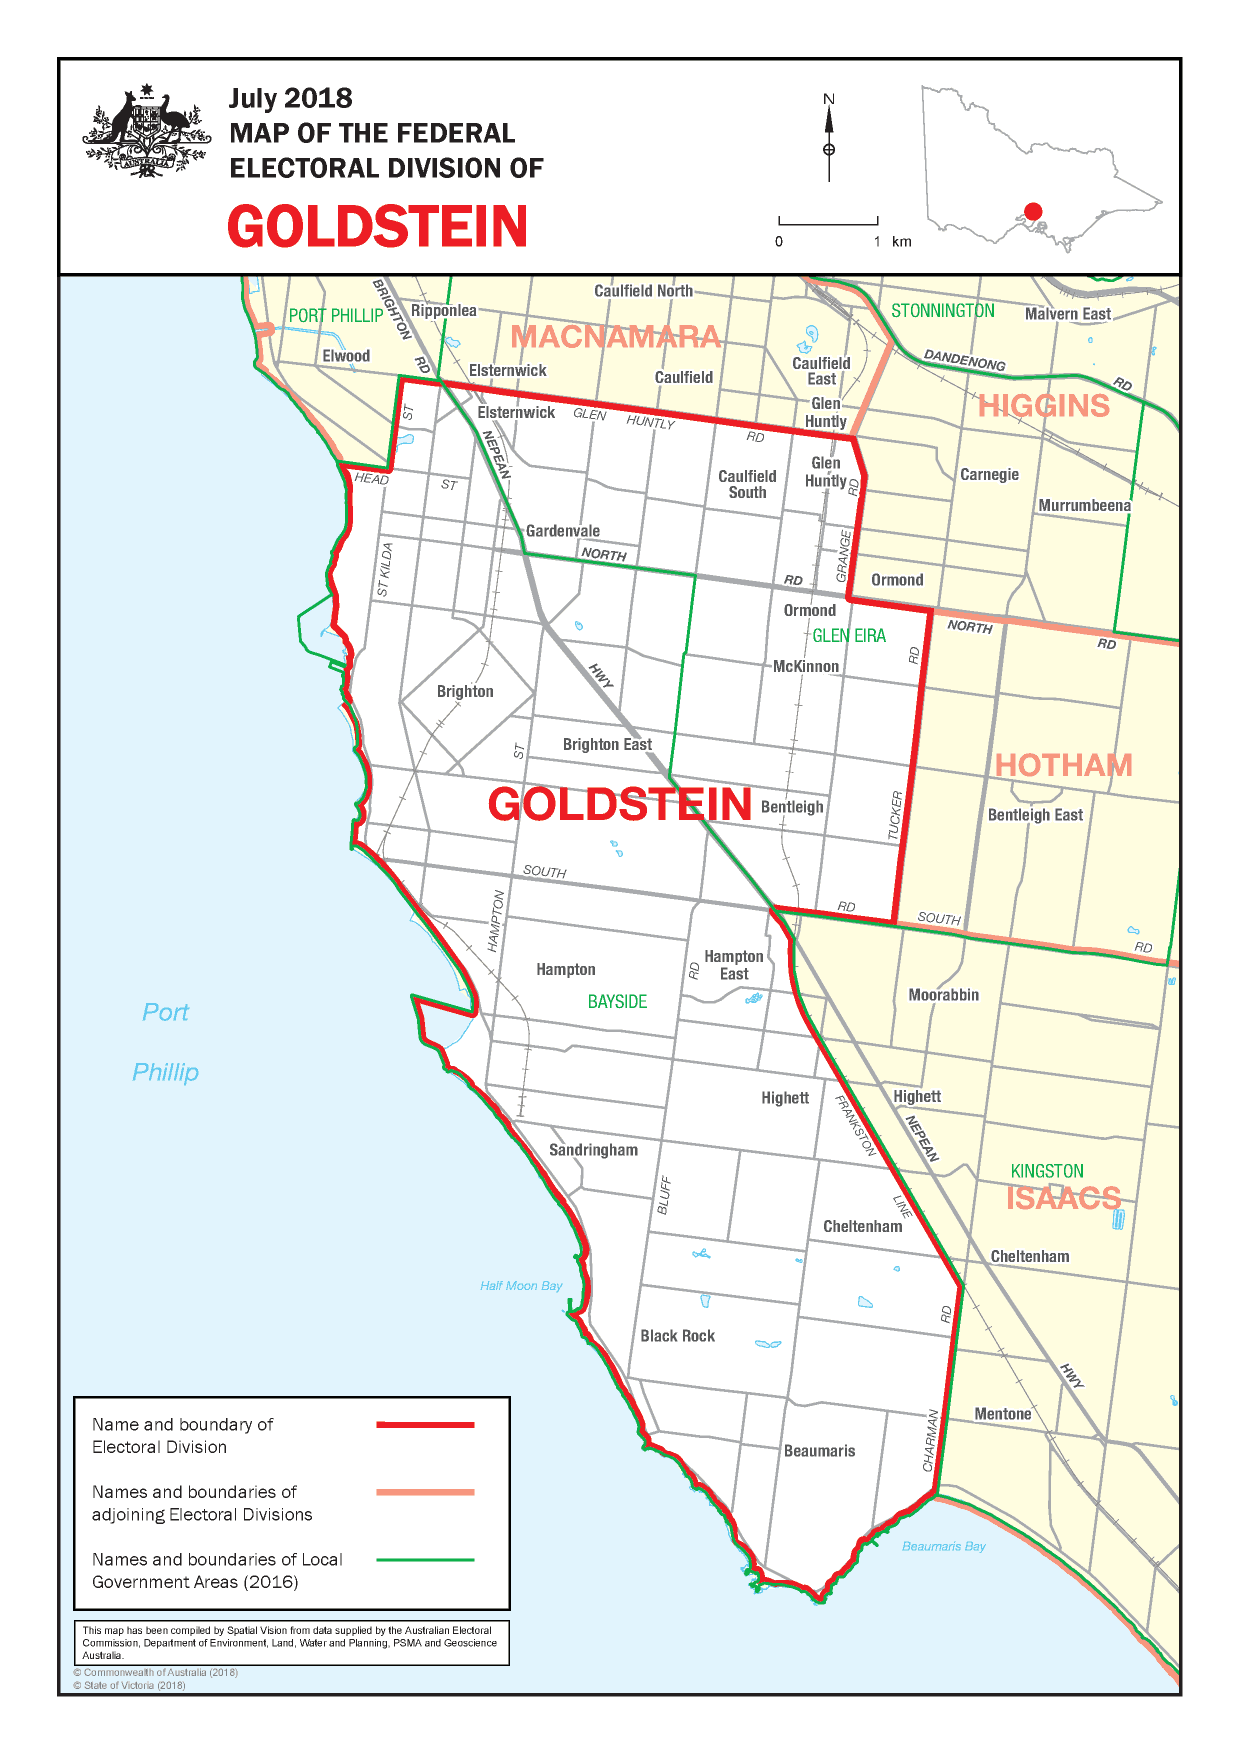 July 2018
MAP OF THE FEDERAL
ELECTORAL DIVISION OF
GOLDSTEIN
AUSTRALIA
N
0 1 km
PORT PHILLIP
BRIGHTON
RD
Ripponlea
Caulfield North
STONNINGTON
Malvern East
MACNAMARA
Elwood
Elsternwick
Caulfield
Caulfield
East
DANDENONG
RD
HIGGINS
Glen
Huntly
ST
Elsternwick
GLEN
HUNTLY
RD
NEPEAN
HEAD
ST
Caulfield
South
Glen
Huntly
RD
Carnegie
Murrumbeena
Gardenvale
NORTH
RD
GRANGE
Ormond
ST KILDA
Ormond
GLEN EIRA
NORTH
RD
RD
McKinnon
HWY
Brighton
ST
Brighton East
HOTHAM
GOLDSTEIN
Bentleigh
TUCKER
Bentleigh East
SOUTH
RD
SOUTH
RD
HAMPTON
Hampton
RD
Hampton
East
BAYSIDE
Moorabbin
Port
Phillip
Highett
FRANKSTON
Highett
NEPEAN
Sandringham
BLUFF
LINE
KINGSTON
ISAACS
Cheltenham
Cheltenham
Half Moon Bay
RD
Black Rock
HWY
CHARMAN
Mentone
Beaumaris
Beaumaris Bay
Name and boundary of
Electoral Division
Names and boundaries of
adjoining Electoral Divisions
Names and boundaries of Local
Government Areas (2016)
This map has been compiled by Spatial Vision from data supplied by the Australian Electoral
Commission, Department of Environment, Land, Water and Planning, PSMA and Geoscience
Australia.
© Commonwealth of Australia (2018)
© State of Victoria (2018)